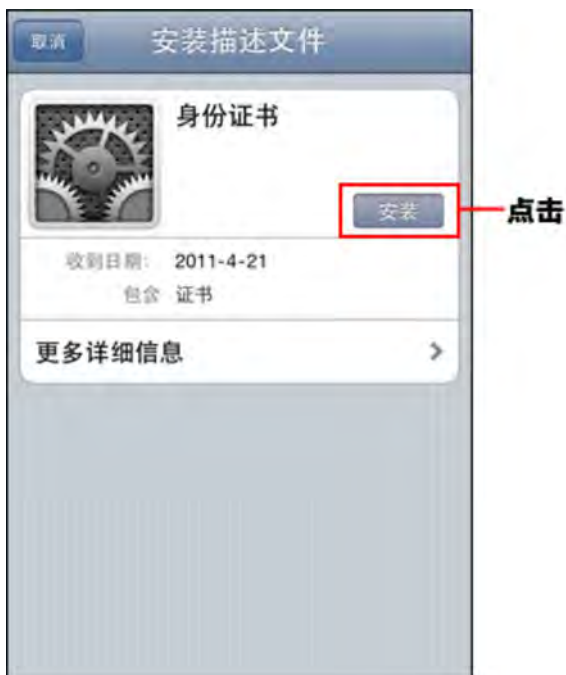 取消 安装描述文件
身份证书
安装
点击
收到日期: 2011-4-21
包含 证书
更多详细信息